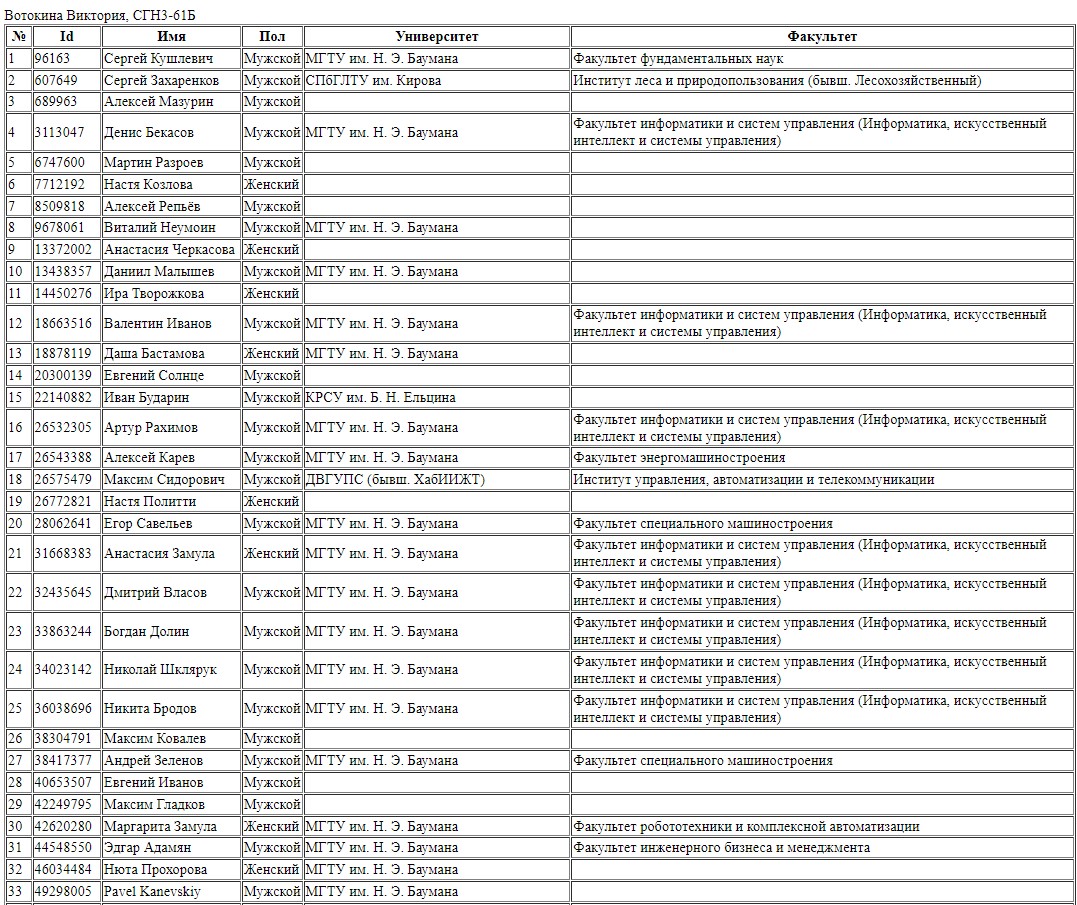 Вотокина Виктория, СГН3-61Б
№ Id Имя Пол Университет Факультет
1 96163 Сергей Кушлевич Мужской МГТУ им. Н. Э. Баумана Факультет фундаментальных наук
2 607649 Сергей Захаренков Мужской СПбГЛТУ им. Кирова Институт леса и природопользования (бывш. Лесохозяйственный)
3 689963 Алексей Мазурин Мужской
4 3113047 Денис Бекасов Мужской МГТУ им. Н. Э. Баумана Факультет информатики и систем управления (Информатика, искусственный
интеллект и системы управления)
5 6747600 Мартин Разроев Мужской
6 7712192 Настя Козлова Женский
7 8509818 Алексей Репьёв Мужской
8 9678061 Виталий Неумоин Мужской МГТУ им. Н. Э. Баумана
9 13372002 Анастасия Черкасова Женский
10 13438357 Даниил Малышев Мужской МГТУ им. Н. Э. Баумана
11 14450276 Ира Творожкова Женский
12 18663516 Валентин Иванов Мужской МГТУ им. Н. Э. Баумана Факультет информатики и систем управления (Информатика, искусственный
интеллект и системы управления)
13 18878119 Даша Бастамова Женский МГТУ им. Н. Э. Баумана
14 20300139 Евгений Солнце Мужской
15 22140882 Иван Бударин Мужской КРСУ им. Б. Н. Ельцина
16 26532305 Артур Рахимов Мужской МГТУ им. Н. Э. Баумана Факультет информатики и систем управления (Информатика, искусственный
интеллект и системы управления)
17 26543388 Алексей Карев Мужской МГТУ им. Н. Э. Баумана Факультет энергомашиностроения
18 26575479 Максим Сидорович Мужской ДВГУПС (бывш. ХабИИЖТ) Институт управления, автоматизации и телекоммуникации
19 26772821 Настя Политти Женский
20 28062641 Егор Савельев Мужской МГТУ им. Н. Э. Баумана Факультет специального машиностроения
21 31668383 Анастасия Замула Женский МГТУ им. Н. Э. Баумана Факультет информатики и систем управления (Информатика, искусственный
интеллект и системы управления)
22 32435645 Дмитрий Власов Мужской МГТУ им. Н. Э. Баумана Факультет информатики и систем управления (Информатика, искусственный
интеллект и системы управления)
23 33863244 Богдан Долин Мужской МГТУ им. Н. Э. Баумана Факультет информатики и систем управления (Информатика, искусственный
интеллект и системы управления)
24 34023142 Николай Шклярук Мужской МГТУ им. Н. Э. Баумана Факультет информатики и систем управления (Информатика, искусственный
интеллект и системы управления)
25 36038696 Никита Бродов Мужской МГТУ им. Н. Э. Баумана Факультет информатики и систем управления (Информатика, искусственный
интеллект и системы управления)
26 38304791 Максим Ковалев Мужской
27 38417377 Андрей Зеленов Мужской МГТУ им. Н. Э. Баумана Факультет специального машиностроения
28 40653507 Евгений Иванов Мужской
29 42249795 Максим Гладков Мужской
30 42620280 Маргарита Замула Женский МГТУ им. Н. Э. Баумана Факультет робототехники и комплексной автоматизации
31 44548550 Эдгар Адамян Мужской МГТУ им. Н. Э. Баумана Факультет инженерного бизнеса и менеджмента
32 46034484 Нюта Прохорова Женский МГТУ им. Н. Э. Баумана
33 49298005 Pavel Kanevskiy Мужской МГТУ им. Н. Э. Баумана